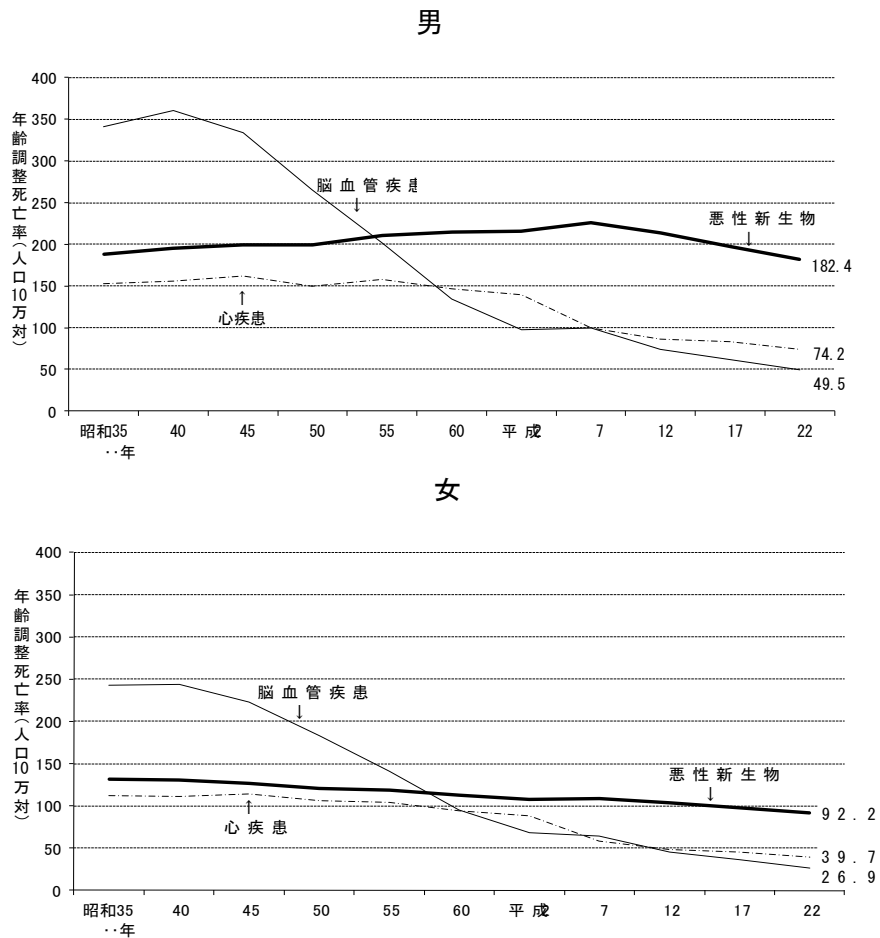 男
年齢調整死亡率（人口10万対）
400
350
300
250
200
150
100
50
0
脳血管疾患
↓
悪性新生物
↓
↑
心疾患
182.4
74.2
49.5
昭和35 40 45 50 55 60 平成2 7 12 17 22
‥年
女
年齢調整死亡率（人口10万対）
400
350
300
250
200
150
100
50
0
脳血管疾患
↓
悪性新生物
↓
↑
心疾患
92.2
39.7
26.9
昭和35 40 45 50 55 60 平成2 7 12 17 22
‥年